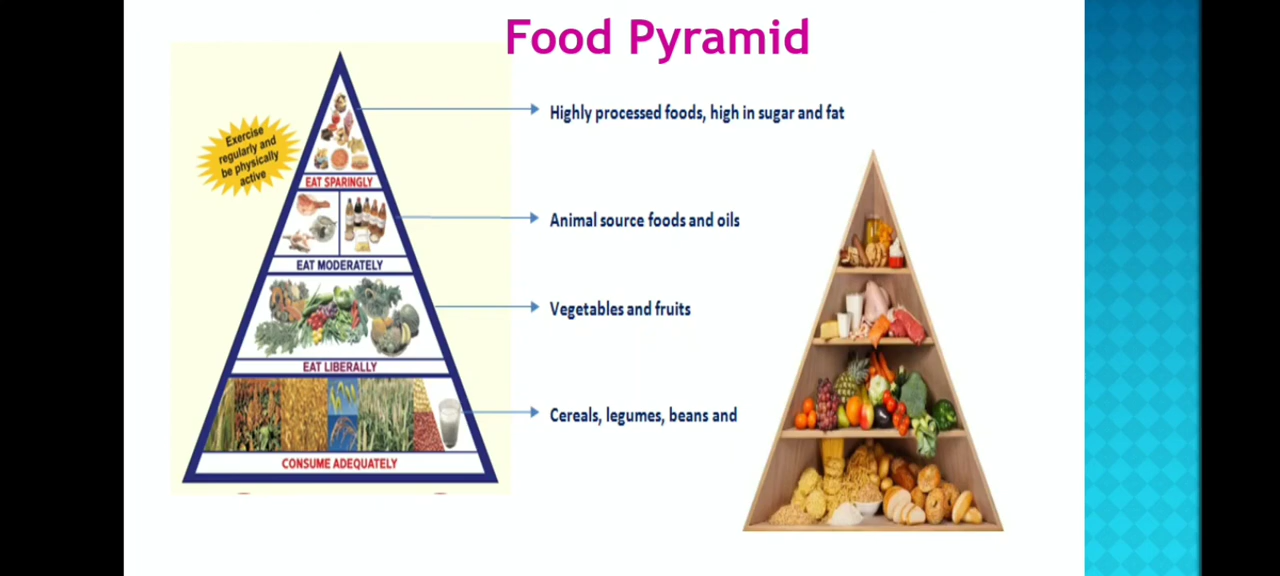 Food Pyramid
Exercise
regularly and
be physically
active
Highly processed foods, high in sugar and fat
EAT SPARINGLY
Animal source foods and oils
EAT MODERATELY
Vegetables and fruits
EAT LIBERALLY
Cereals, legumes, beans and
CONSUME ADEQUATELY